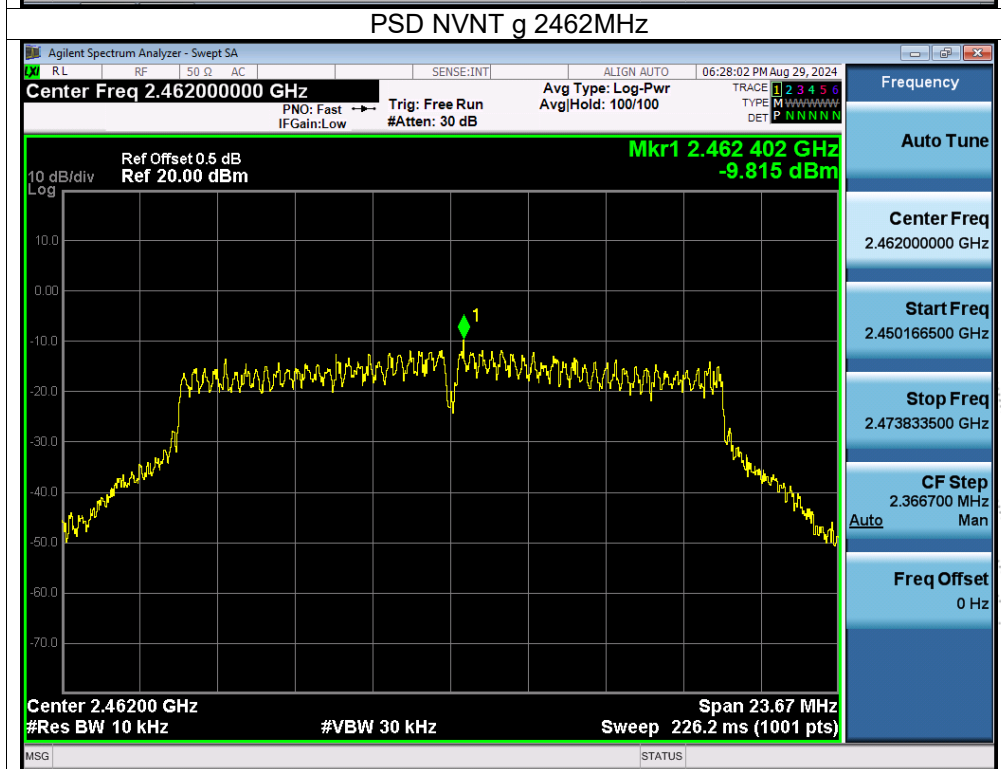 PSD NVNT g 2462MHz
Agilent Spectrum Analyzer - Swept SA
LXI RL RF 50 Ω AC SENSE:INT ALIGN AUTO 06:28:02 PM Aug 29, 2024
Center Freq 2.462000000 GHz
PNO: Fast
IFGain:Low
Trig: Free Run
#Atten: 30 dB
Avg Type: Log-Pwr
Avg|Hold: 100/100
TRACE 1 2 3 4 5 6
TYPE M WWWWW
DET P N N N N N
Mkr1 2.462 402 GHz
-9.815 dBm
Ref Offset 0.5 dB
10 dB/div Ref 20.00 dBm
Log
1
10.0
0.00
-10.0
-20.0
-30.0
-40.0
-50.0
-60.0
-70.0
Center 2.46200 GHz Span 23.67 MHz
#Res BW 10 kHz #VBW 30 kHz Sweep 226.2 ms (1001 pts)
MSG STATUS
Frequency
Auto Tune
Center Freq
2.462000000 GHz
Start Freq
2.450166500 GHz
Stop Freq
2.473833500 GHz
CF Step
2.366700 MHz
Auto Man
Freq Offset
0 Hz